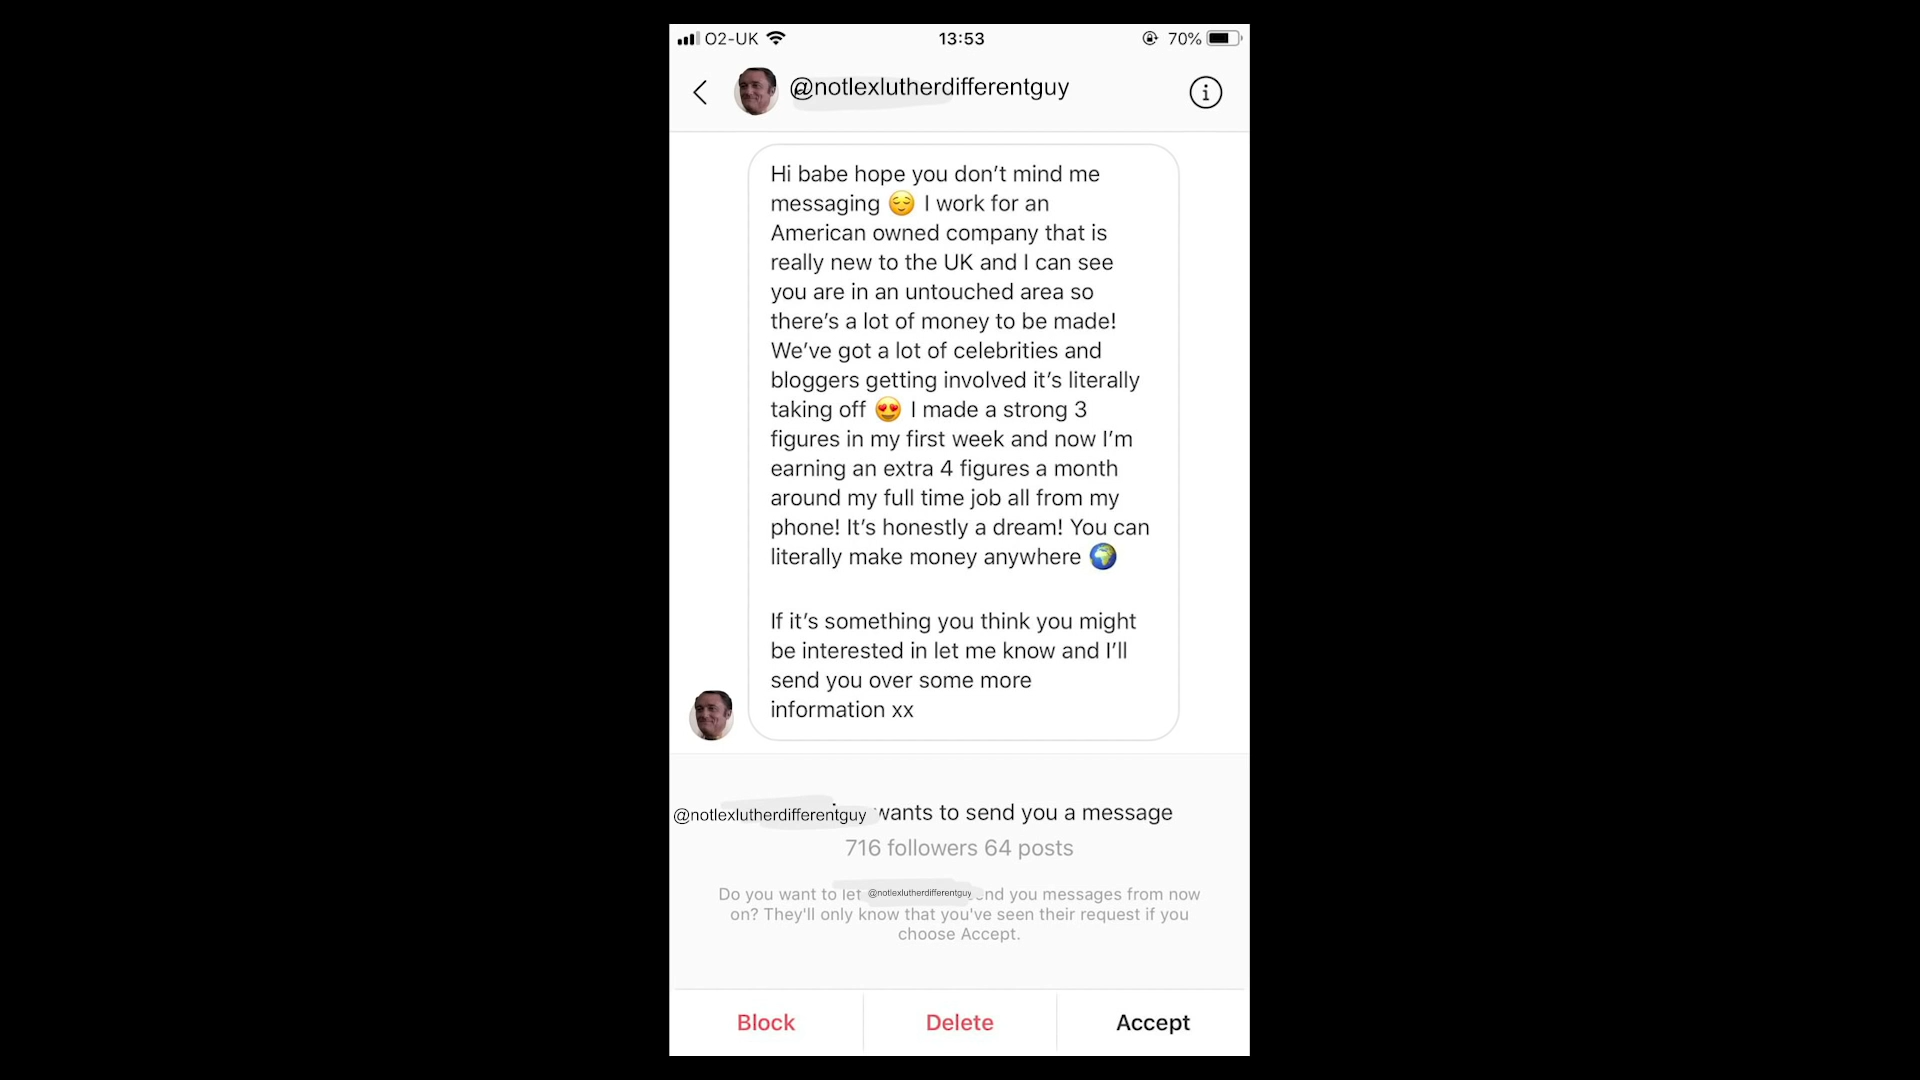 O2-UK 13:53 70%
@notlexlutherdifferentguy
Hi babe hope you don’t mind me
messaging 😌 I work for an
American owned company that is
really new to the UK and I can see
you are in an untouched area so
there’s a lot of money to be made!
We’ve got a lot of celebrities and
bloggers getting involved it’s literally
taking off 😍 I made a strong 3
figures in my first week and now I’m
earning an extra 4 figures a month
around my full time job all from my
phone! It’s honestly a dream! You can
literally make money anywhere 🌍
If it’s something you think you might
be interested in let me know and I’ll
send you over some more
information xx
@notlexlutherdifferentguy wants to send you a message
716 followers 64 posts
Do you want to let @notlexlutherdifferentguy end you messages from now
on? They'll only know that you've seen their request if you
choose Accept.
Block Delete Accept